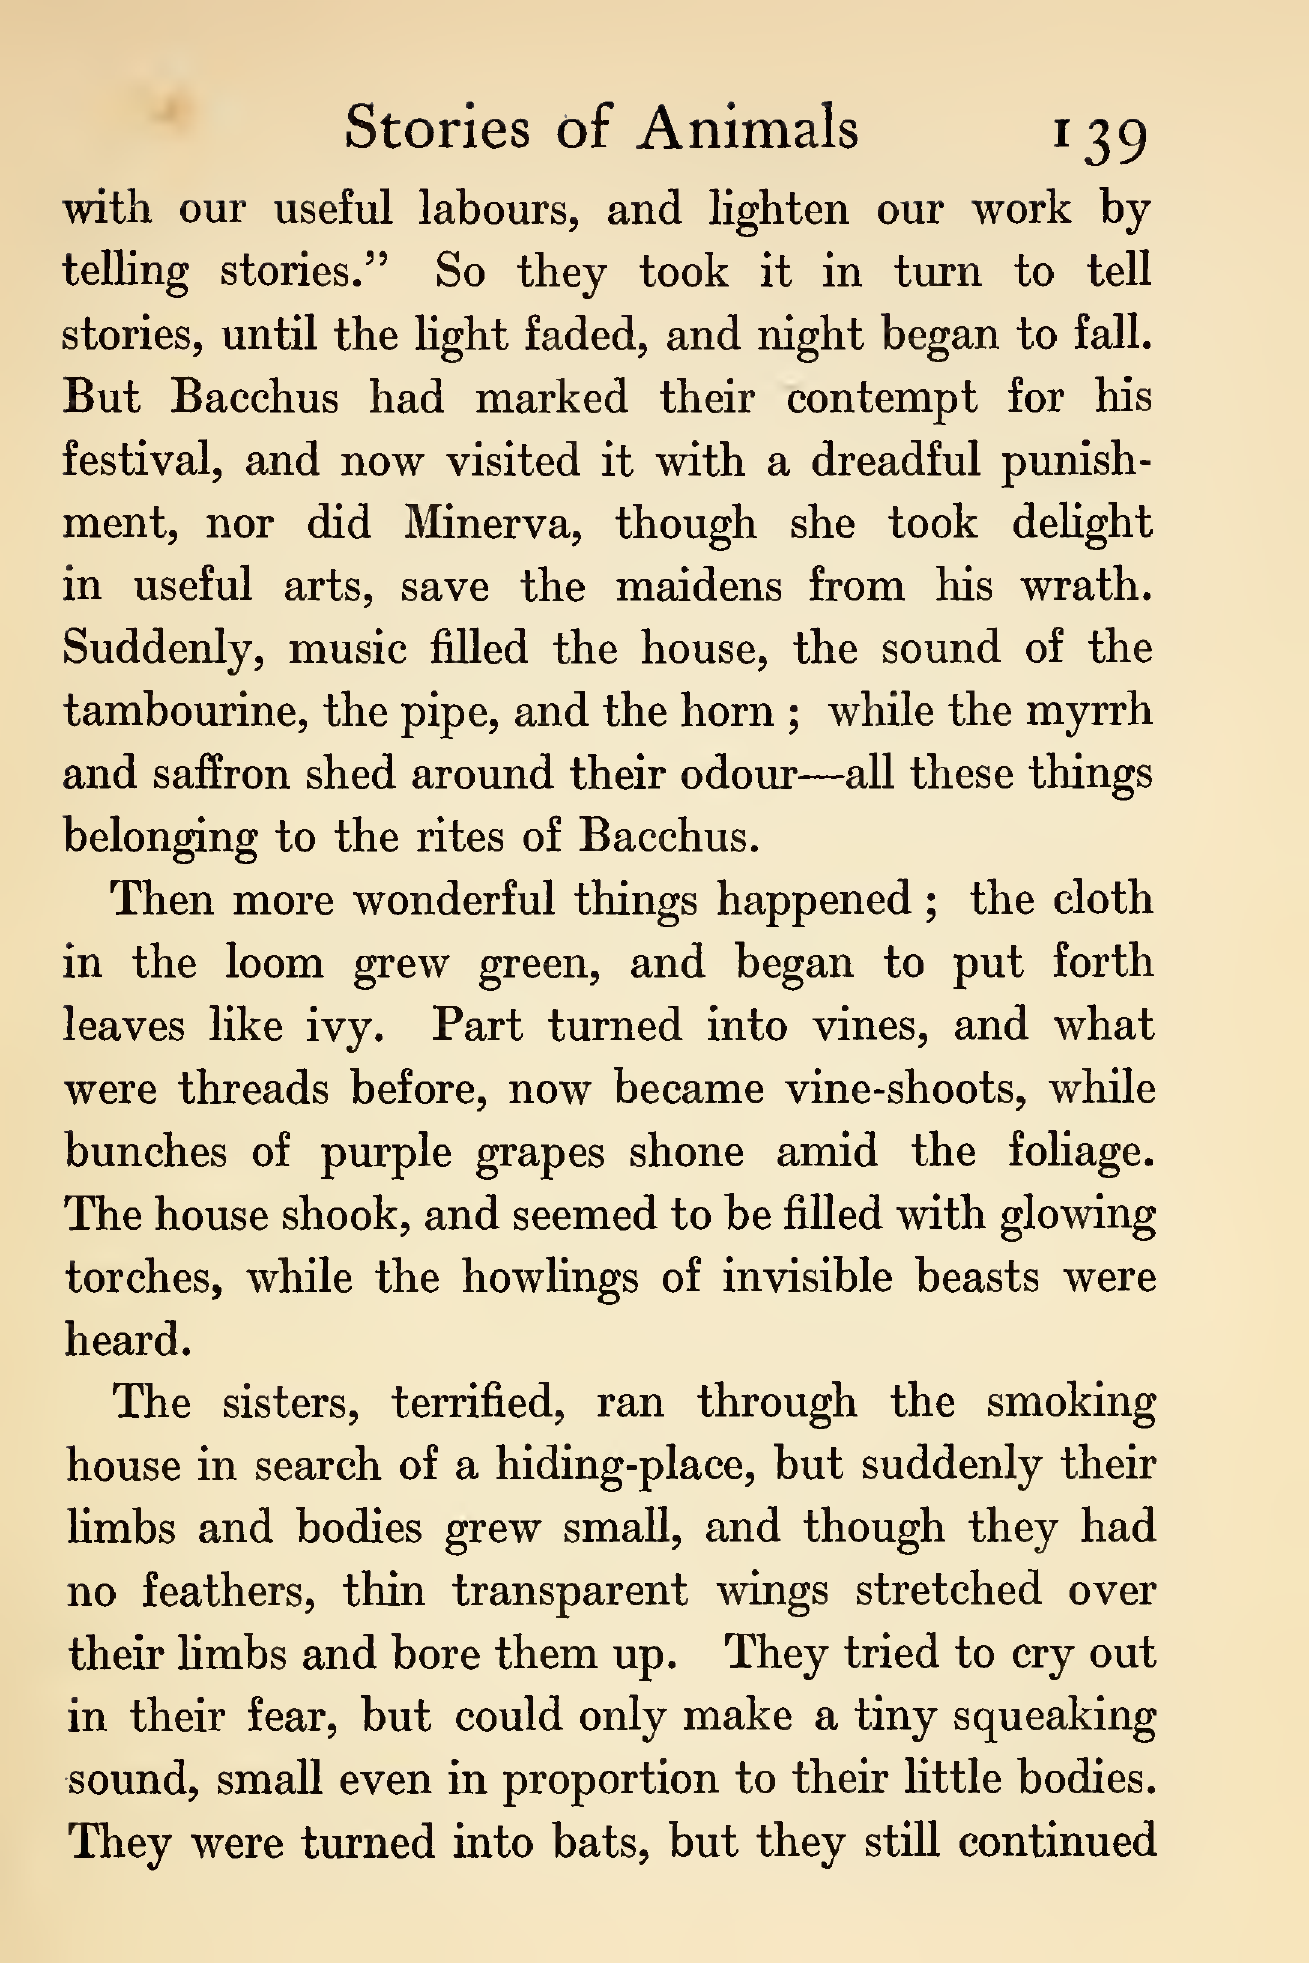 Stories of Animals 139
with our useful labours, and lighten our work by
telling stories.” So they took it in turn to tell
stories, until the light faded, and night began to fall.
But Bacchus had marked their contempt for his
festival, and now visited it with a dreadful punish-
ment, nor did Minerva, though she took delight
in useful arts, save the maidens from his wrath.
Suddenly, music filled the house, the sound of the
tambourine, the pipe, and the horn ; while the myrrh
and saffron shed around their odour—all these things
belonging to the rites of Bacchus.
Then more wonderful things happened ; the cloth
in the loom grew green, and began to put forth
leaves like ivy. Part turned into vines, and what
were threads before, now became vine-shoots, while
bunches of purple grapes shone amid the foliage.
The house shook, and seemed to be filled with glowing
torches, while the howlings of invisible beasts were
heard.
The sisters, terrified, ran through the smoking
house in search of a hiding-place, but suddenly their
limbs and bodies grew small, and though they had
no feathers, thin transparent wings stretched over
their limbs and bore them up. They tried to cry out
in their fear, but could only make a tiny squeaking
sound, small even in proportion to their little bodies.
They were turned into bats, but they still continued